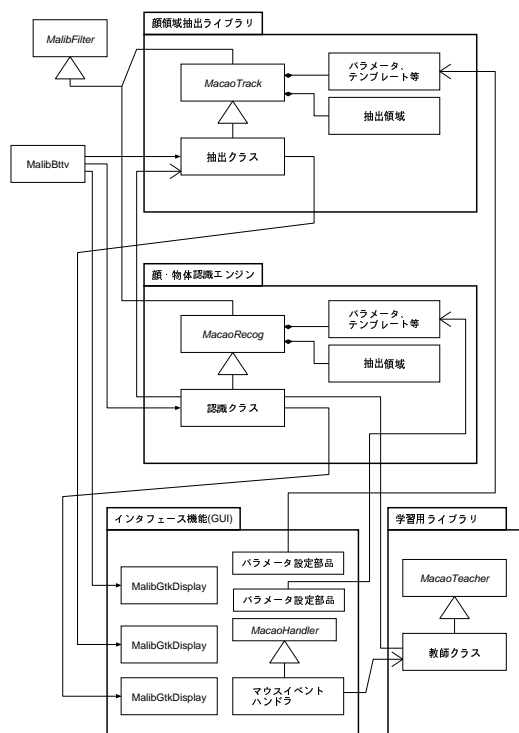 顔領域抽出ライブラリ
MalibFilter
MacaoTrack
パラメータ、
テンプレート等
抽出領域
抽出クラス
MalibBttv
顔・物体認識エンジン
MacaoRecog
パラメータ、
テンプレート等
抽出領域
認識クラス
インタフェース機能(GUI)
パラメータ設定部品
MalibGtkDisplay
パラメータ設定部品
MacaoHandler
MalibGtkDisplay
マウスイベント
ハンドラ
MalibGtkDisplay
学習用ライブラリ
MacaoTeacher
教師クラス